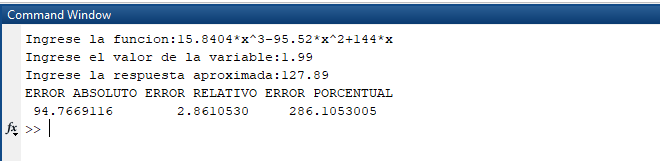 Command Window
Ingrese la funcion:15.8404*x^3-95.52*x^2+144*x
Ingrese el valor de la variable:1.99
Ingrese la respuesta aproximada:127.89
ERROR ABSOLUTO ERROR RELATIVO ERROR PORCENTUAL
94.7669116 2.8610530 286.1053005
fx >>